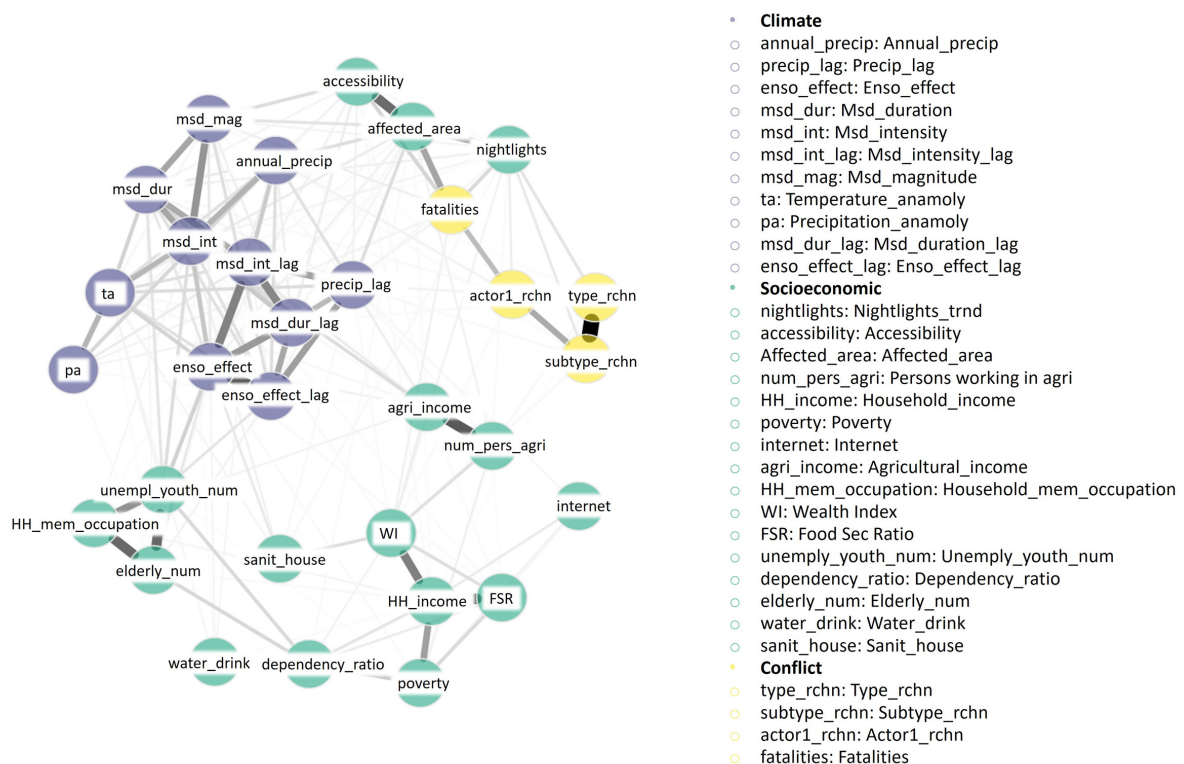 accessibility
msd_mag
affected_area
nightlights
annual_precip
msd_dur
fatalities
msd_int
msd_int_lag
precip_lag
ta
actor1_rchn
type_rchn
msd_dur_lag
subtype_rchn
enso_effect
pa
enso_effect_lag
agri_income
num_pers_agri
unempl_youth_num
internet
HH_mem_occupation
WI
sanit_house
elderly_num
HH_income
FSR
water_drink
dependency_ratio
poverty
Climate
annual_precip: Annual_precip
precip_lag: Precip_lag
enso_effect: Enso_effect
msd_dur: Msd_duration
msd_int: Msd_intensity
msd_int_lag: Msd_intensity_lag
msd_mag: Msd_magnitude
ta: Temperature_anamoly
pa: Precipitation_anamoly
msd_dur_lag: Msd_duration_lag
enso_effect_lag: Enso_effect_lag
Socioeconomic
nightlights: Nightlights_trnd
accessibility: Accessibility
Affected_area: Affected_area
num_pers_agri: Persons working in agri
HH_income: Household_income
poverty: Poverty
internet: Internet
agri_income: Agricultural_income
HH_mem_occupation: Household_mem_occupation
WI: Wealth Index
FSR: Food Sec Ratio
unemply_youth_num: Unemply_youth_num
dependency_ratio: Dependency_ratio
elderly_num: Elderly_num
water_drink: Water_drink
sanit_house: Sanit_house
Conflict
type_rchn: Type_rchn
subtype_rchn: Subtype_rchn
actor1_rchn: Actor1_rchn
fatalities: Fatalities